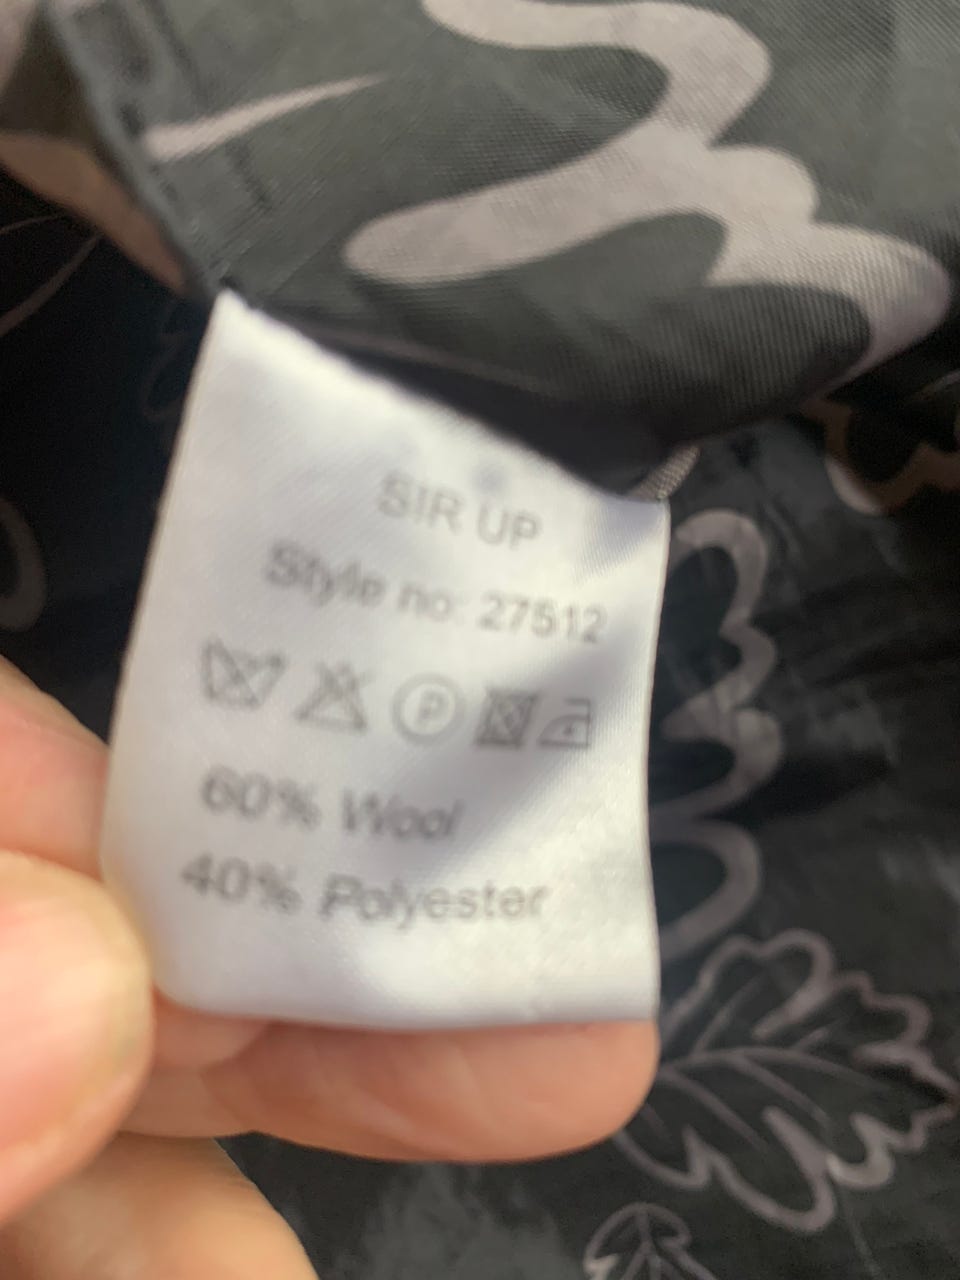 SIR UP
Style no: 27512
P
60% Wool
40% Polyester